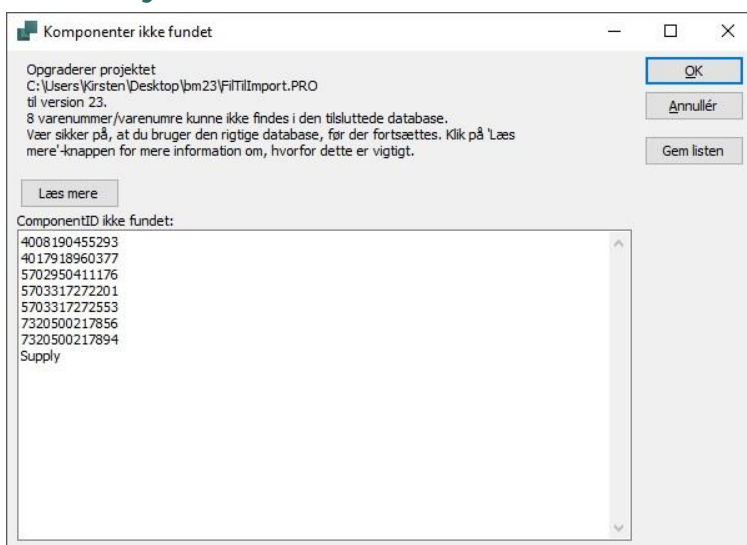 Komponenter ikke fundet
Opgraderer projektet
C:\Users\Kirsten\Desktop\bm23\FilTilImport.PRO
til version 23.
8 varenummer/varenumre kunne ikke findes i den tilsluttede database.
Vær sikker på, at du bruger den rigtige database, før der fortsættes. Klik på 'Læs
mere'-knappen for mere information om, hvorfor dette er vigtigt.
OK
Annullér
Gem listen
Læs mere
ComponentID ikke fundet:
4008190455293
4017918960377
5702950411176
5703317272201
5703317272553
7320500217856
7320500217894
Supply